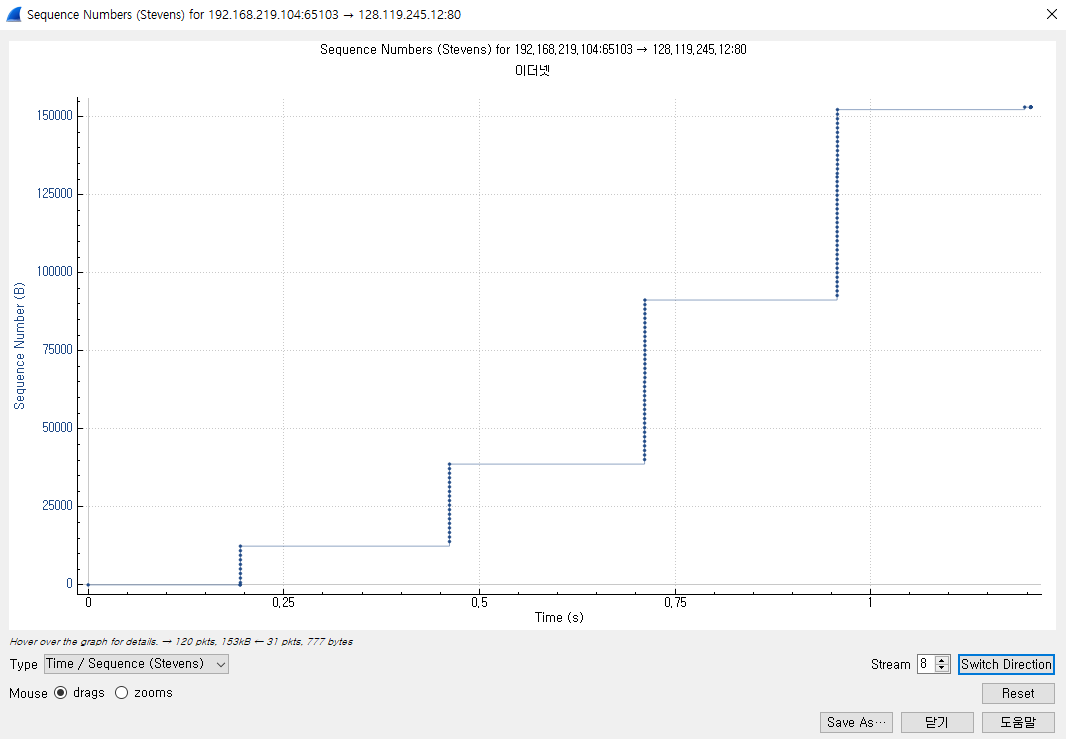 Sequence Numbers (Stevens) for 192.168.219.104:65103 → 128.119.245.12:80
Sequence Numbers (Stevens) for 192,168,219,104:65103 → 128,119,245,12:80
이더넷
150000
125000
100000
75000
50000
25000
0
Sequence Number (B)
0 0,25 0,5 0,75 1
Time (s)
Hover over the graph for details. → 120 pkts, 153kB ← 31 pkts, 777 bytes
Type Time / Sequence (Stevens) Stream 8 Switch Direction
Mouse drags zooms Reset
Save As… 닫기 도움말